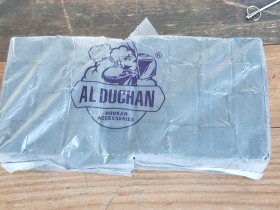 ®
AL DUCHAN
HOOKAH
ACCESSORIES